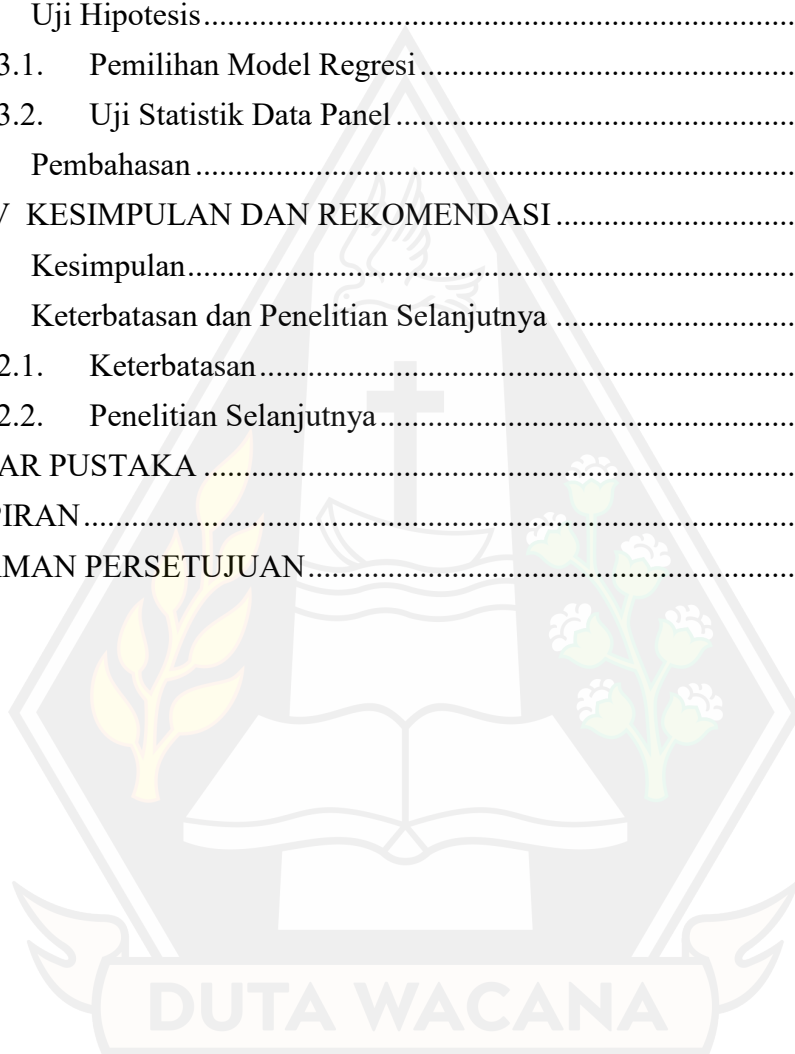 Uji Hipotesis...........................................................................
3.1. Pemilihan Model Regresi................................................
3.2. Uji Statistik Data Panel...................................................
Pembahasan............................................................................
V KESIMPULAN DAN REKOMENDASI..............................
Kesimpulan.............................................................................
Keterbatasan dan Penelitian Selanjutnya..............................
2.1. Keterbatasan...................................................................
2.2. Penelitian Selanjutnya....................................................
AR PUSTAKA...........................................................................
PIRAN.......................................................................................
MAN PERSETUJUAN..............................................................
DUTA WACANA